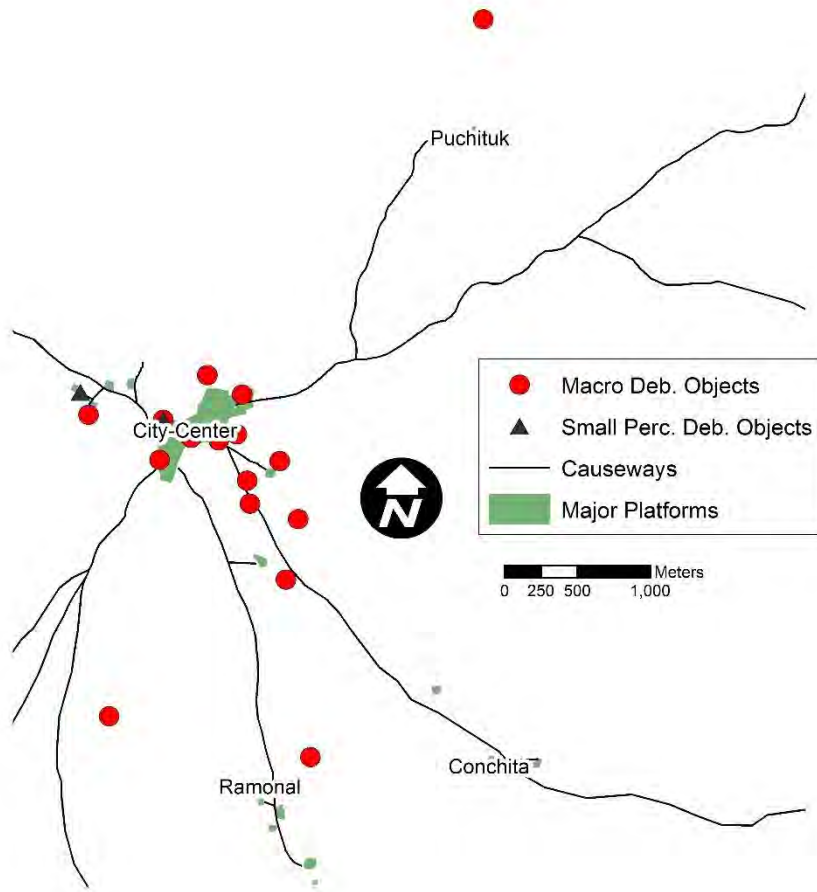 Puchituk
Macro Deb. Objects
Small Perc. Deb. Objects
City-Center
Causeways
N
Major Platforms
Meters
0 250 500 1,000
Conchita
Ramonal